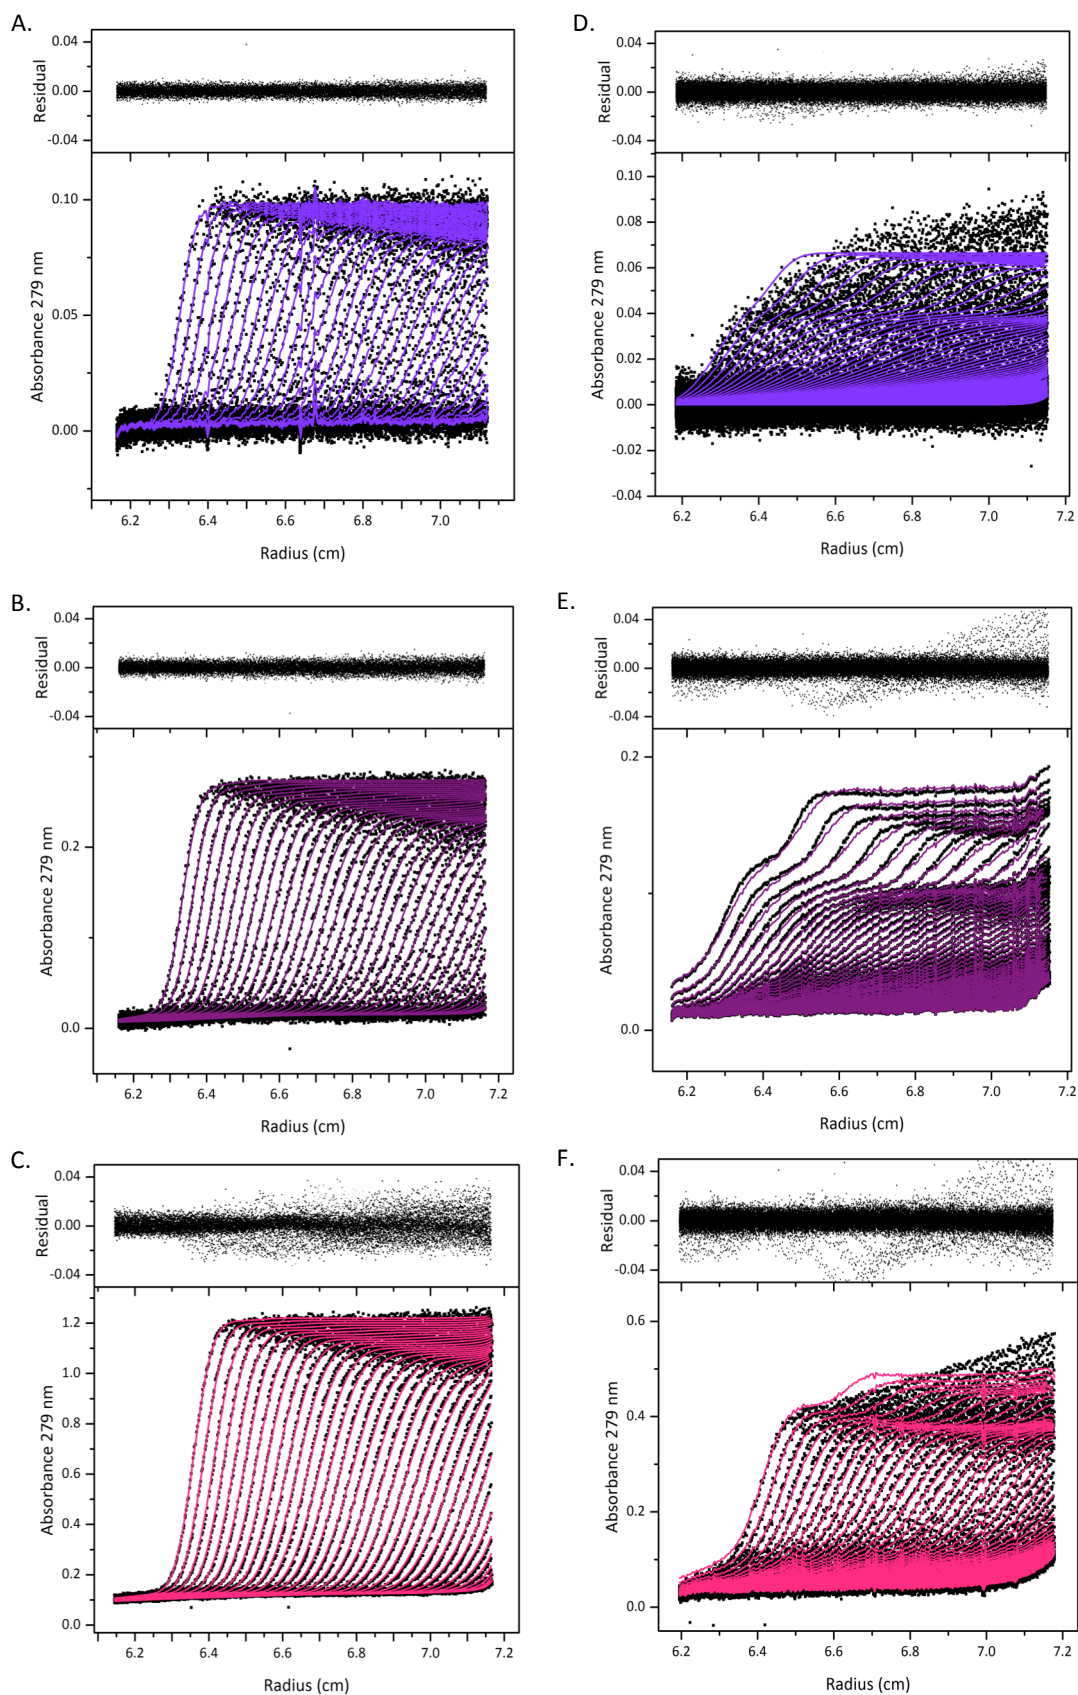 A.
0.04
0.00
-0.04
Residual
0.10
0.05
0.00
Absorbance 279 nm
6.2 6.4 6.6 6.8 7.0
Radius (cm)
D.
0.04
0.00
-0.04
Residual
0.10
0.08
0.06
0.04
0.02
0.00
-0.02
-0.04
Absorbance 279 nm
6.2 6.4 6.6 6.8 7.0 7.2
Radius (cm)
B.
0.04
0.00
-0.04
Residual
0.2
0.0
Absorbance 279 nm
6.2 6.4 6.6 6.8 7.0 7.2
Radius (cm)
E.
0.04
0.00
-0.04
Residual
0.2
0.0
Absorbance 279 nm
6.2 6.4 6.6 6.8 7.0 7.2
Radius (cm)
C.
0.04
0.00
-0.04
Residual
1.2
1.0
0.8
0.6
0.4
0.2
0.0
Absorbance 279 nm
6.2 6.4 6.6 6.8 7.0 7.2
Radius (cm)
F.
0.04
0.00
-0.04
Residual
0.6
0.4
0.2
0.0
Absorbance 279 nm
6.2 6.4 6.6 6.8 7.0 7.2
Radius (cm)